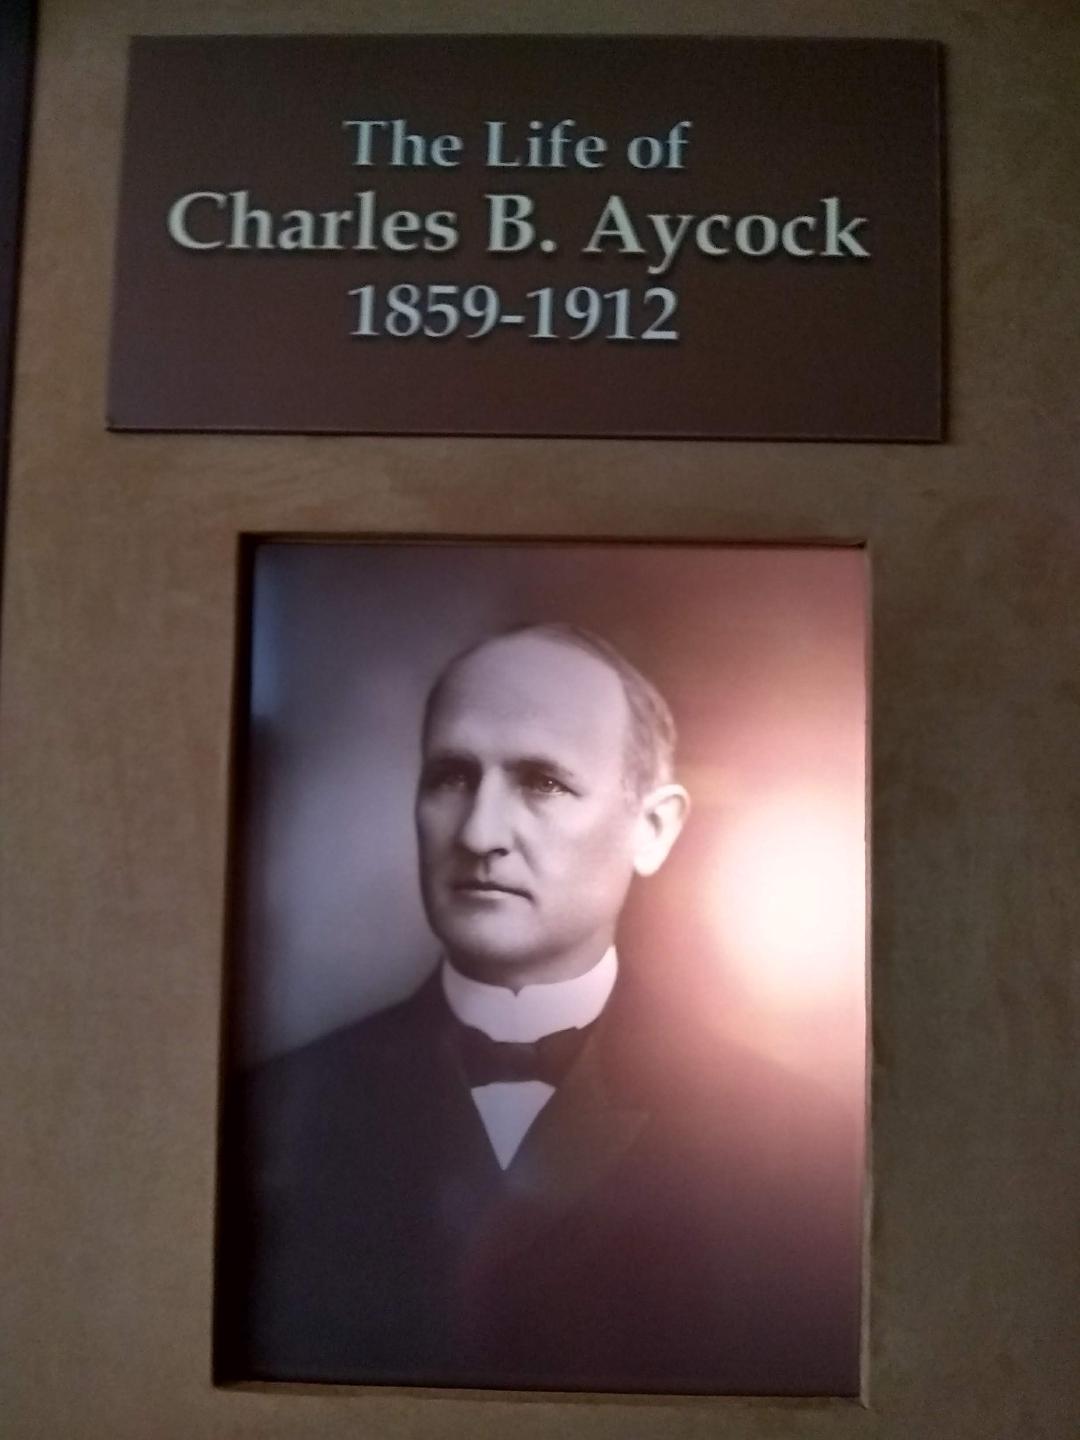 The Life of
Charles B. Aycock
1859-1912